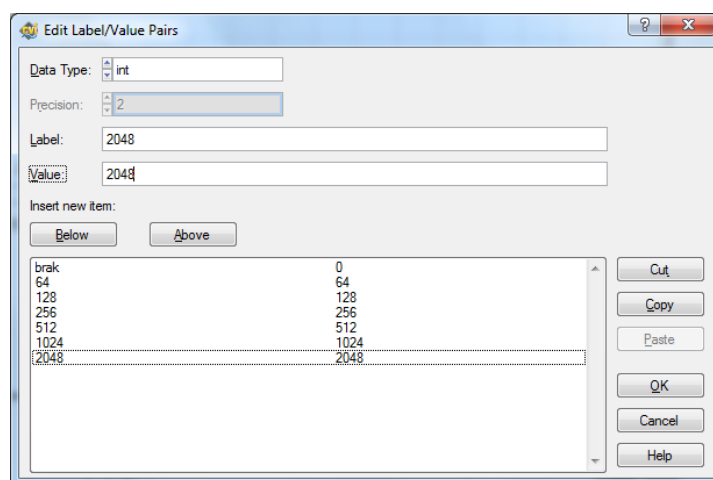 Edit Label/Value Pairs
Data Type: int
Precision: 2
Label: 2048
Value: 2048
Insert new item:
Below Above
brak 0
64 64
128 128
256 256
512 512
1024 1024
2048 2048
Cut
Copy
Paste
OK
Cancel
Help